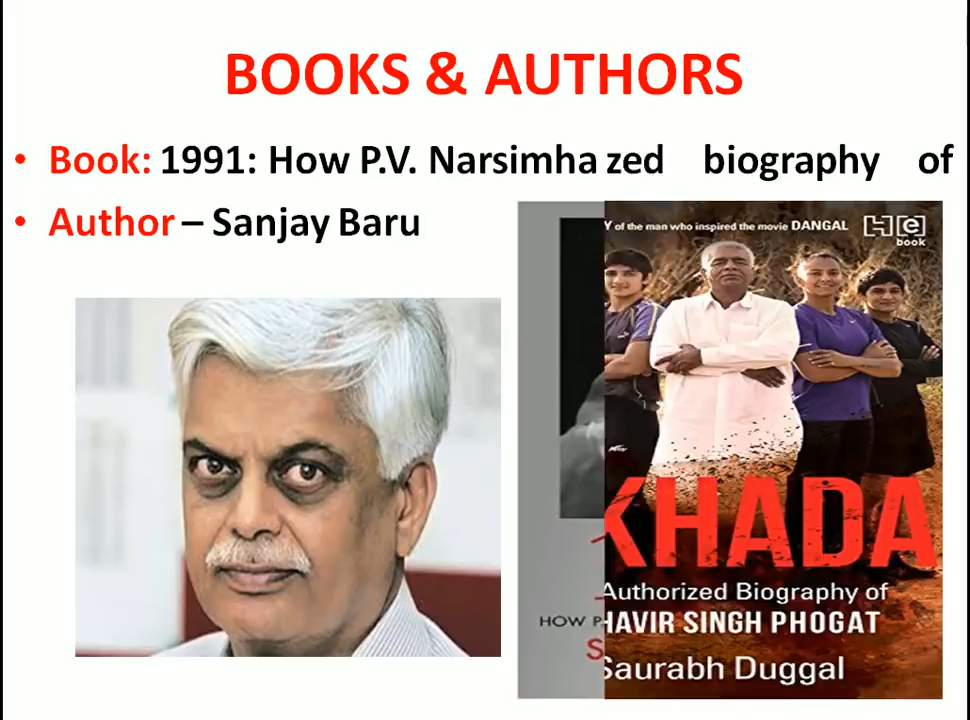 BOOKS & AUTHORS
• Book: 1991: How P.V. Narsimha zed biography of
• Author – Sanjay Baru
Y of the man who inspired the movie DANGAL
H[e]
book
KHADA
Authorized Biography of
HOW P HAVIR SINGH PHOGAT
S Saurabh Duggal